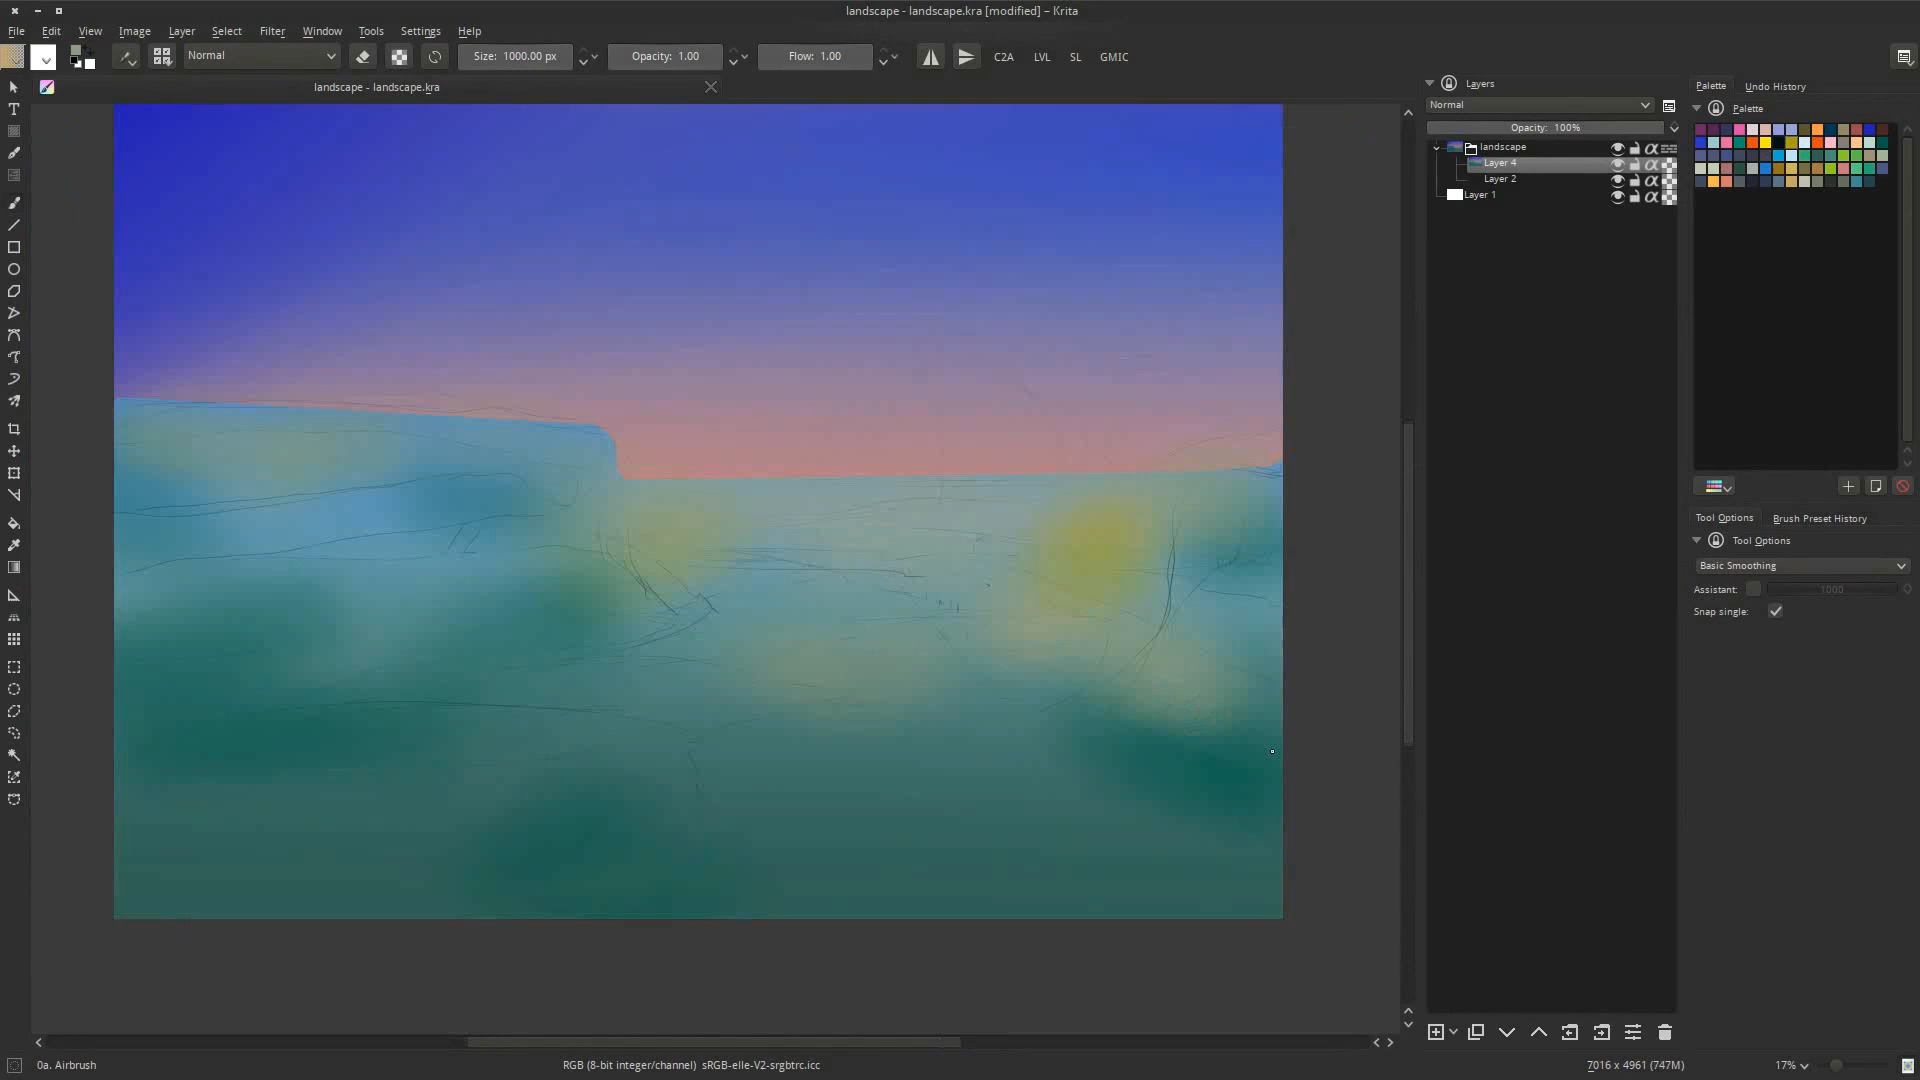 landscape - landscape.kra [modified] – Krita
File Edit View Image Layer Select Filter Tools Settings Window Help
Normal Size: 1000.00 px Opacity: 1.00 Flow: 1.00 C2A LVL SL GMIC
landscape - landscape.kra
Layers
Normal
Opacity: 100%
landscape
Layer 4
Layer 2
Layer 1
Palette Undo History
Palette
Tool Options Brush Preset History
Tool Options
Basic Smoothing
Assistant: 1000
Snap single:
0a. Airbrush
RGB (8-bit integer/channel) sRGB-elle-V2-srgbtrc.icc
7016 x 4961 (747M)
17%